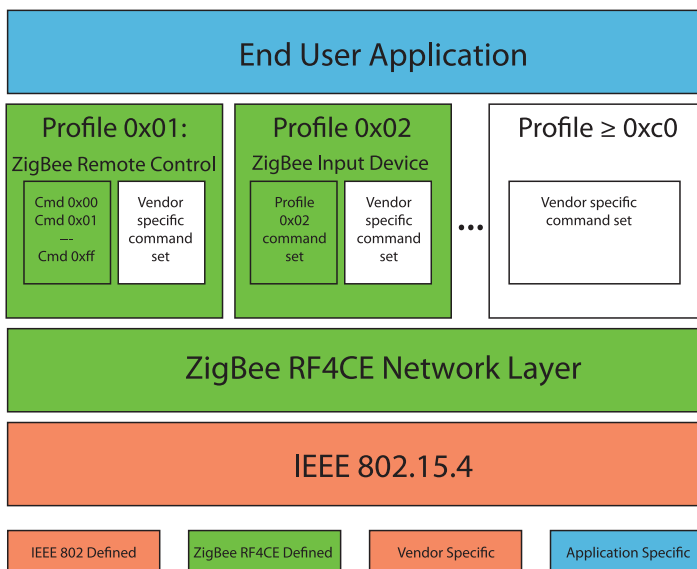 End User Application
Profile 0x01:
ZigBee Remote Control
Cmd 0x00
Cmd 0x01
—-
Cmd 0xff
Vendor
specific
command
set
Profile 0x02
ZigBee Input Device
Profile
0x02
command
set
Vendor
specific
command
set
...
Profile ≥ 0xc0
Vendor specific
command set
ZigBee RF4CE Network Layer
IEEE 802.15.4
IEEE 802 Defined
ZigBee RF4CE Defined
Vendor Specific
Application Specific